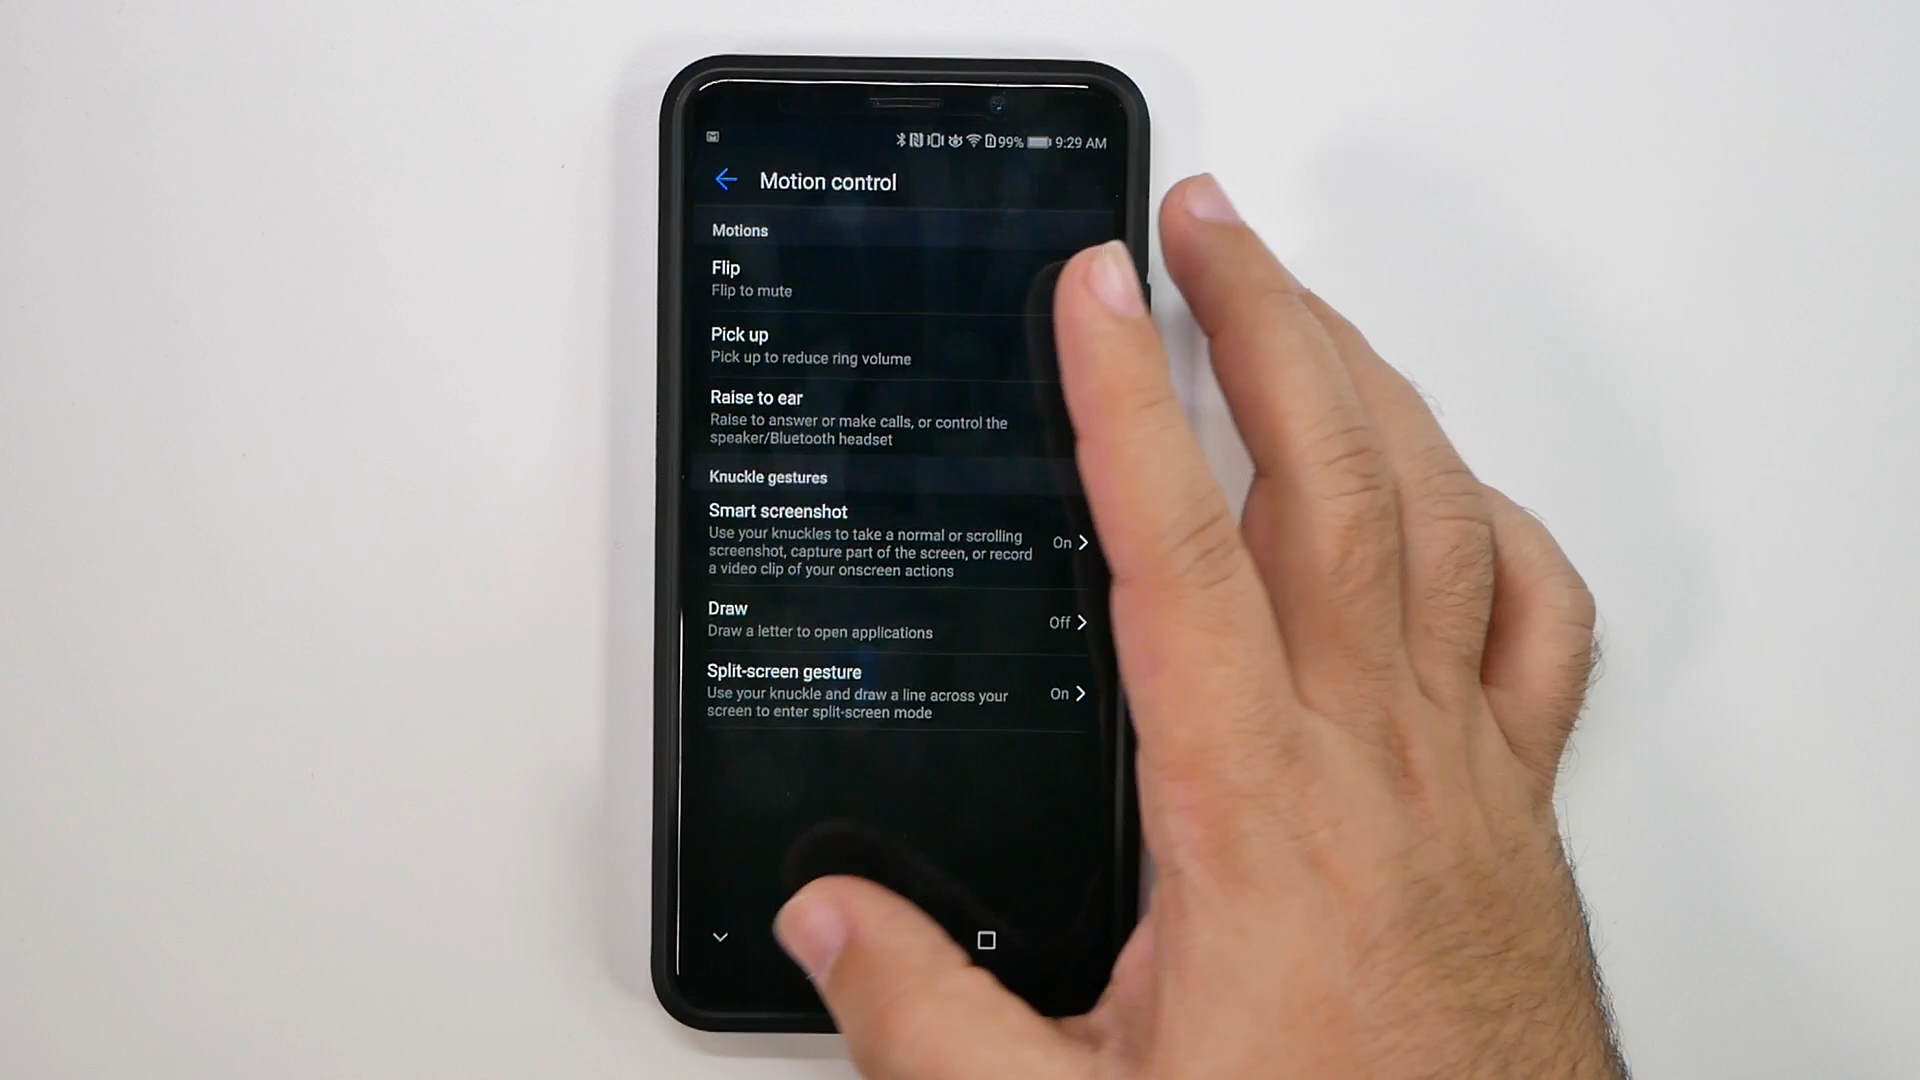 99% 9:29 AM
Motion control
Motions
Flip
Flip to mute
Pick up
Pick up to reduce ring volume
Raise to ear
Raise to answer or make calls, or control the
speaker/Bluetooth headset
Knuckle gestures
Smart screenshot
Use your knuckles to take a normal or scrolling
screenshot, capture part of the screen, or record
a video clip of your onscreen actions
On
Draw
Draw a letter to open applications
Off
Split-screen gesture
Use your knuckle and draw a line across your
screen to enter split-screen mode
On